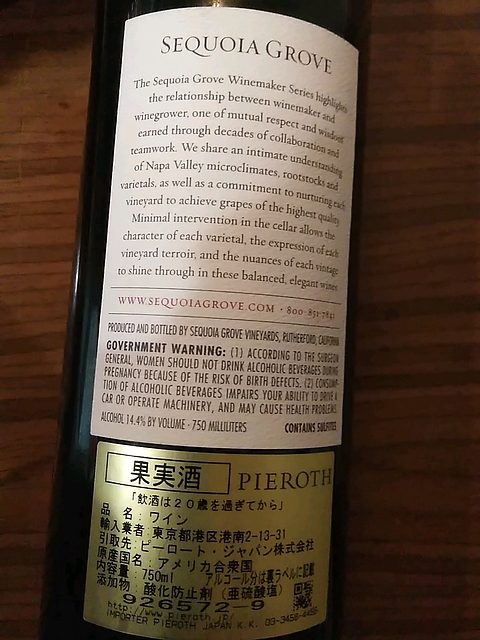 SEQUOIA GROVE
The Sequoia Grove Winemaker Series highlights
the relationship between winemaker and
winegrower, one of mutual respect and wisdom
earned through decades of collaboration and
teamwork. We share an intimate understanding
of Napa Valley microclimates, rootstocks and
varietals, as well as a commitment to nurturing each
vineyard to achieve grapes of the highest quality
Minimal intervention in the cellar allows the
character of each varietal, the expression of each
vineyard terroir, and the nuances of each vintage
to shine through in these balanced, elegant wines.
WWW.SEQUOIAGROVE.COM · 800-851-7841
PRODUCED AND BOTTLED BY SEQUOIA GROVE VINEYARDS, RUTHERFORD, CALIFORNIA
GOVERNMENT WARNING: (1) ACCORDING TO THE SURGEON
GENERAL, WOMEN SHOULD NOT DRINK ALCOHOLIC BEVERAGES DURING
PREGNANCY BECAUSE OF THE RISK OF BIRTH DEFECTS. (2) CONSUMP-
TION OF ALCOHOLIC BEVERAGES IMPAIRS YOUR ABILITY TO DRIVE A
CAR OR OPERATE MACHINERY, AND MAY CAUSE HEALTH PROBLEMS.
ALCOHOL 14.4% BY VOLUME · 750 MILLILITERS CONTAINS SULFITES
果実酒 PIEROTH
「飲酒は20歳を過ぎてから」
品 名:ワイン
輸入業者:東京都港区港南2-13-31
引取先:ピーロート・ジャパン株式会社
原産国名:アメリカ合衆国
内容量:750ml アルコール分は裏ラベルに記載
添加物:酸化防止剤(亜硫酸塩)
926572-9
http://www.pieroth.jp/
IMPORTER PIEROTH JAPAN K.K. 03-3458-4455